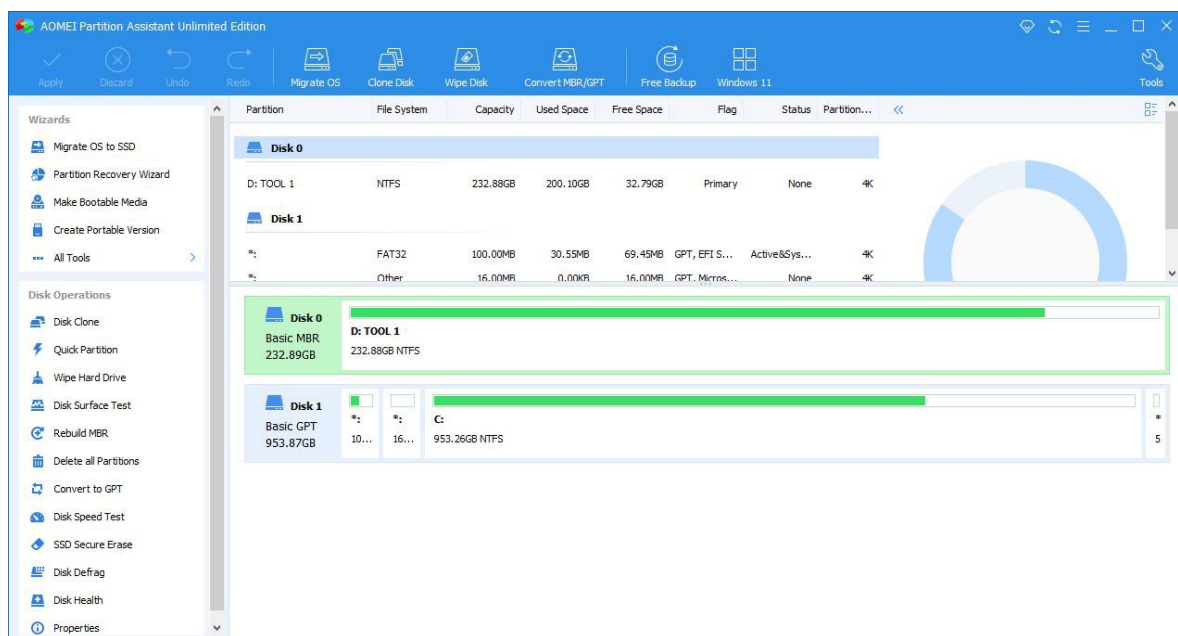 AOMEI Partition Assistant Unlimited Edition
Apply Discard Undo Redo Migrate OS Clone Disk Wipe Disk Convert MBR/GPT Free Backup Windows 11 Tools
Wizards
Migrate OS to SSD
Partition Recovery Wizard
Make Bootable Media
Create Portable Version
All Tools
Disk Operations
Disk Clone
Quick Partition
Wipe Hard Drive
Disk Surface Test
Rebuild MBR
Delete all Partitions
Convert to GPT
Disk Speed Test
SSD Secure Erase
Disk Defrag
Disk Health
Properties
Partition File System Capacity Used Space Free Space Flag Status Partition...
Disk 0
D: TOOL 1 NTFS 232.88GB 200.10GB 32.79GB Primary None 4K
Disk 1
*: FAT32 100.00MB 30.55MB 69.45MB GPT, EFI S... Active&Sys... 4K
*: Other 16.00MB 0.00KB 16.00MB GPT, Micros... None 4K
Disk 0
Basic MBR
232.89GB
D: TOOL 1
232.88GB NTFS
Disk 1
Basic GPT
953.87GB
*: *: C: *
10... 16... 953.26GB NTFS 5